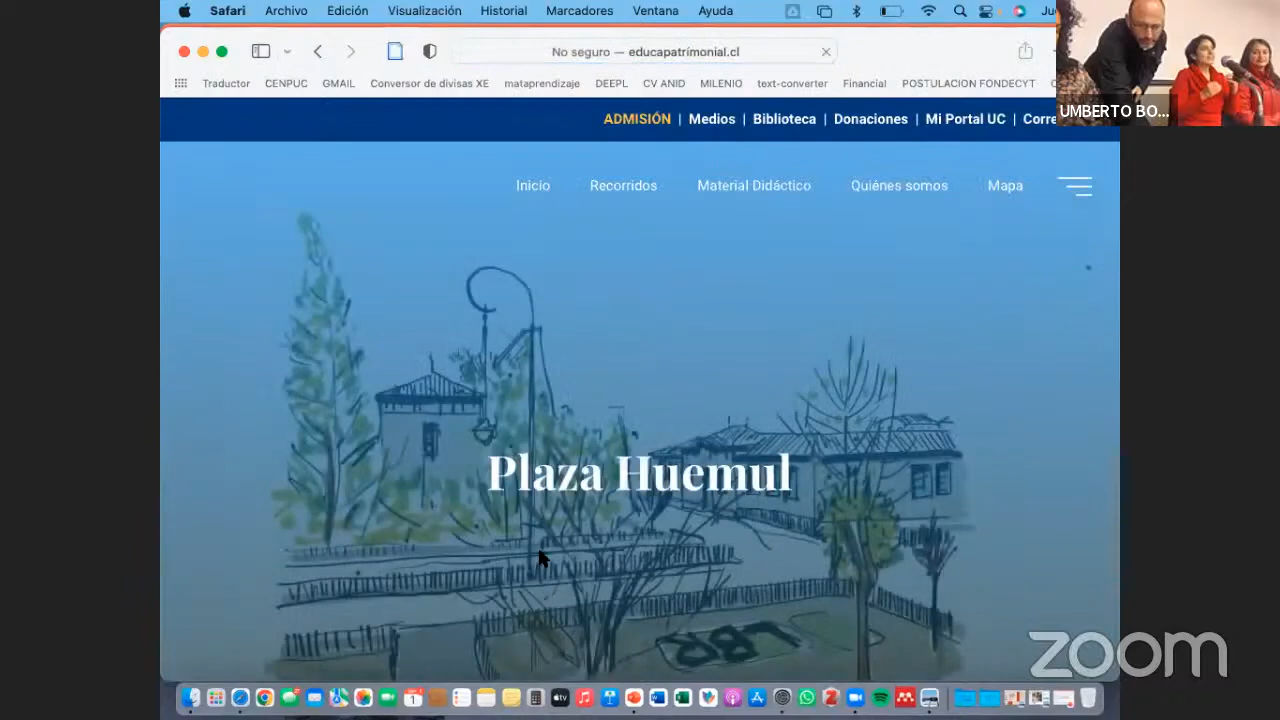 Safari Archivo Edición Visualización Historial Marcadores Ventana Ayuda Ju
No seguro — educapatrimonial.cl
Traductor CENPUC GMAIL Conversor de divisas XE mataprendizaje DEEPL CV ANID MILENIO text-converter Financial POSTULACION FONDECYT
UMBERTO BO...
ADMISIÓN | Medios | Biblioteca | Donaciones | Mi Portal UC | Corre
Inicio Recorridos Material Didáctico Quiénes somos Mapa
Plaza Huemul
LBR
zoom